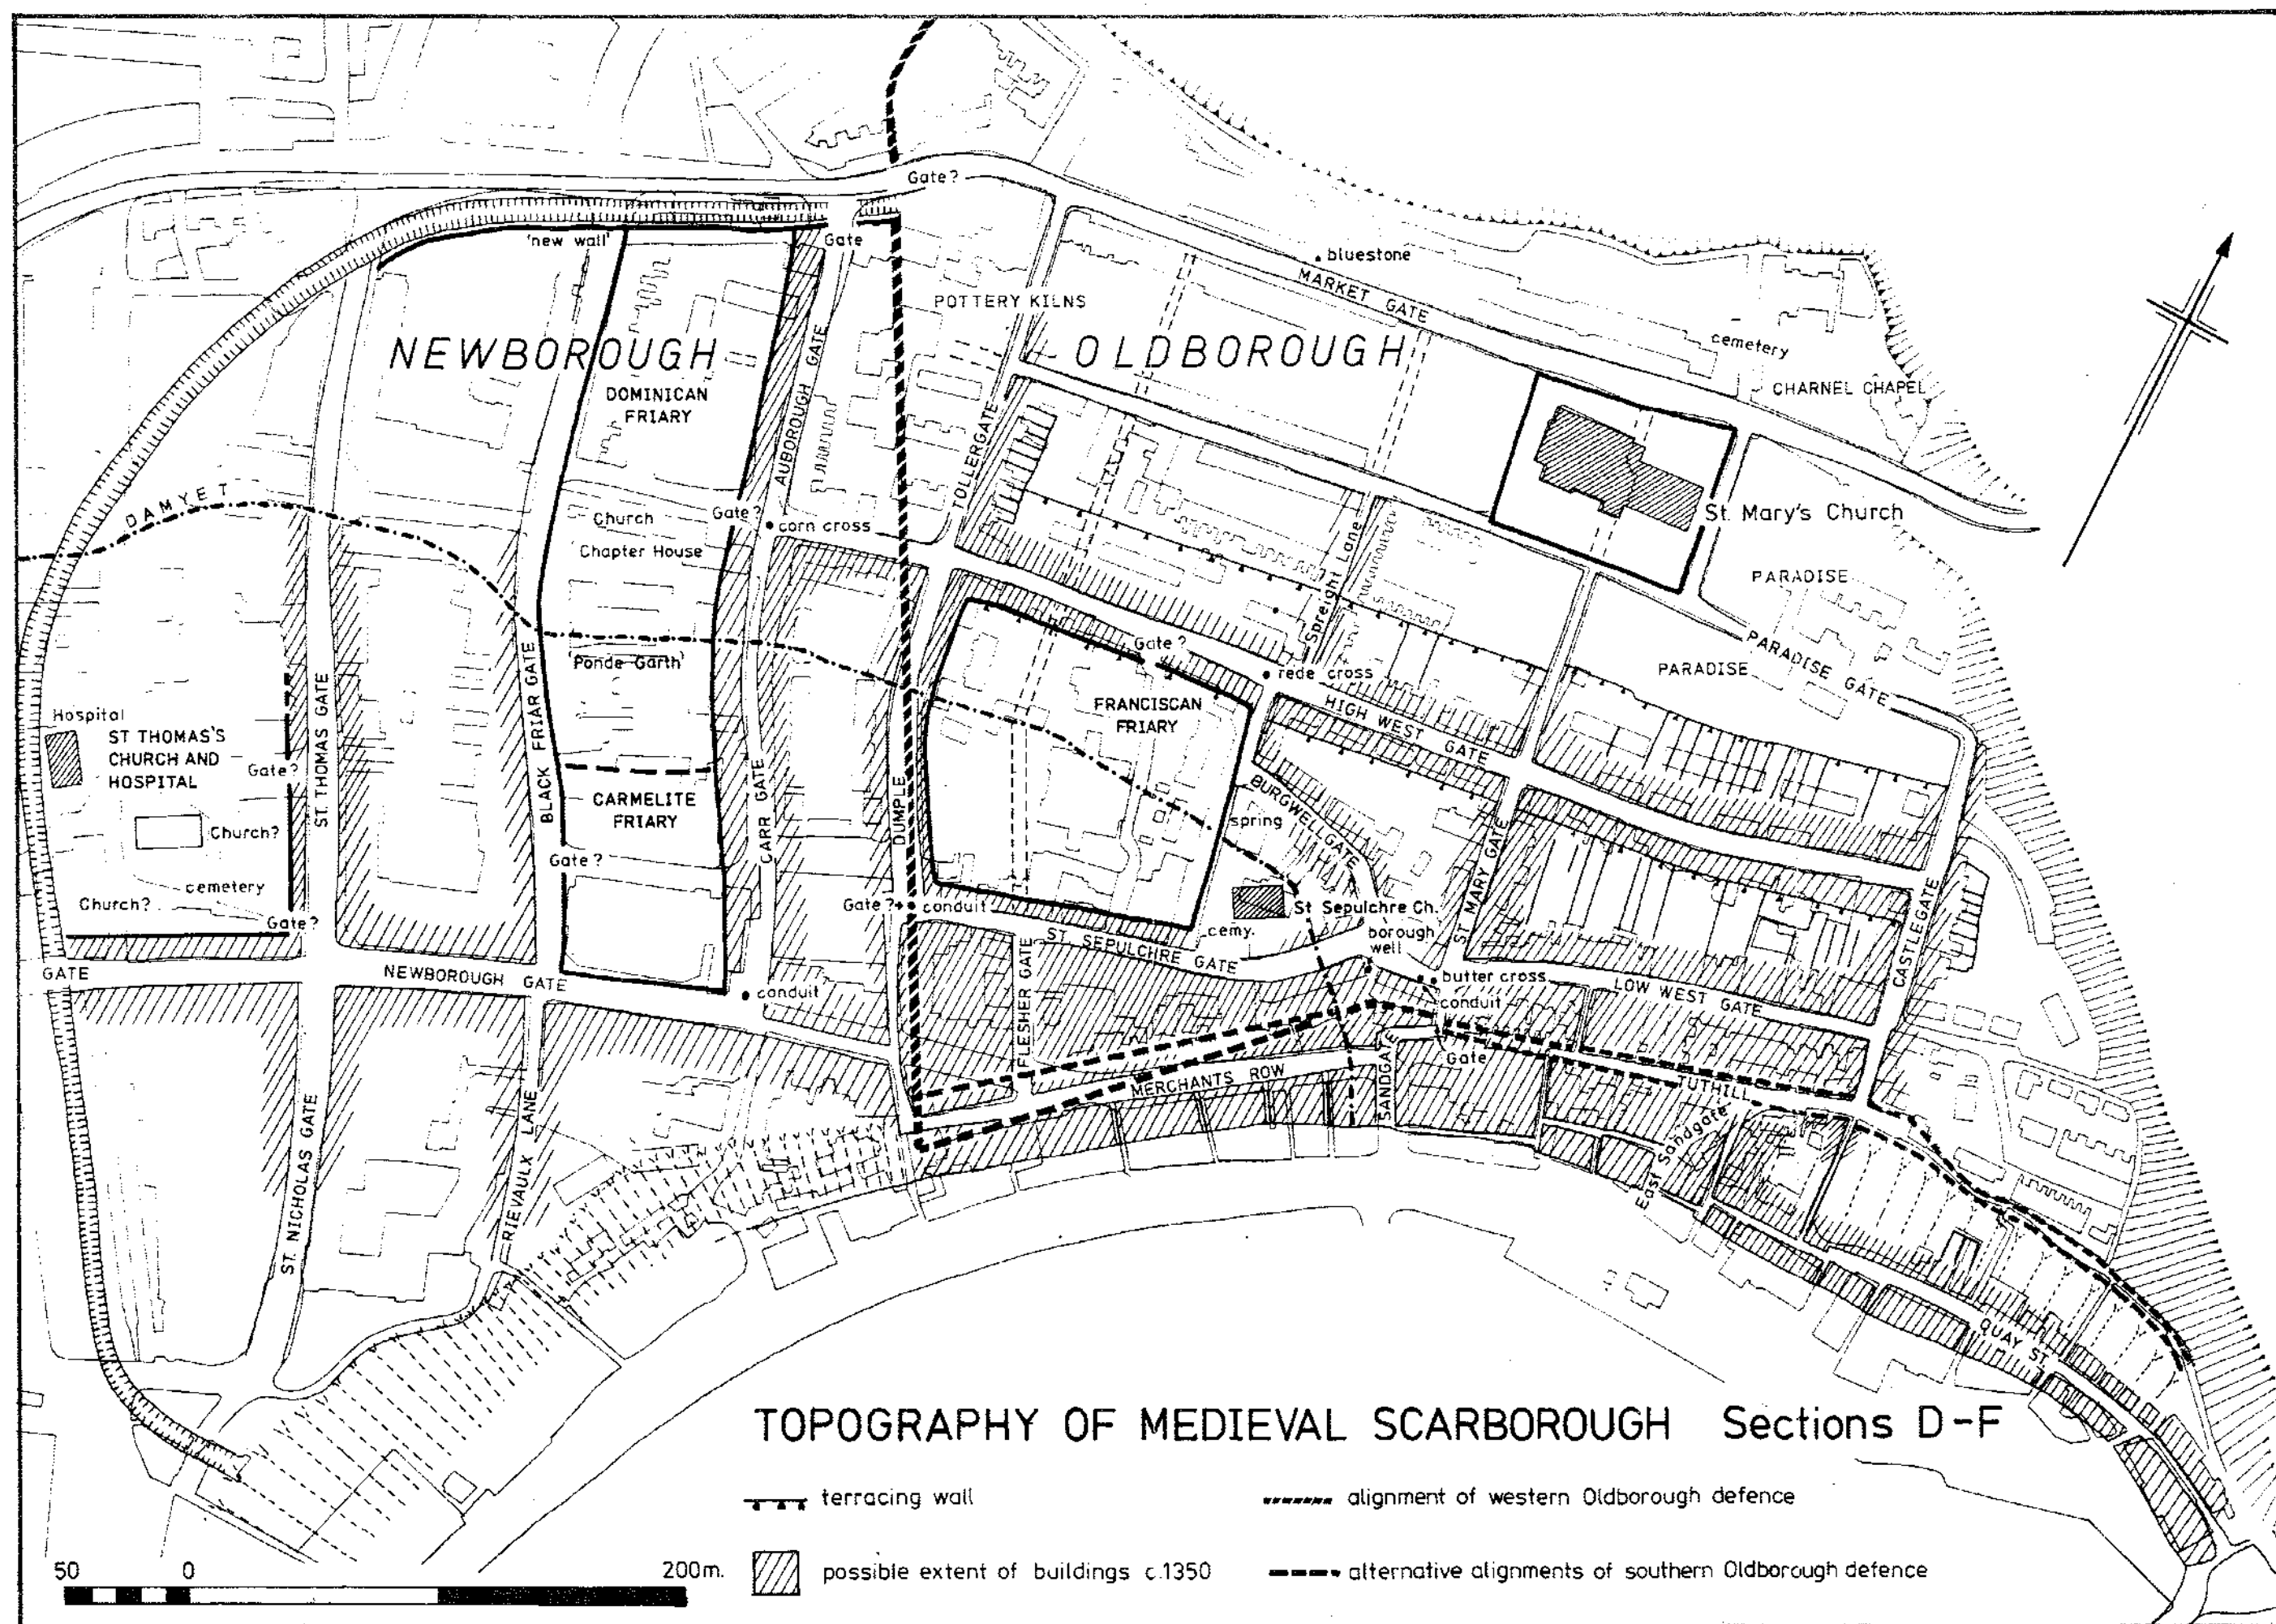 Gate?
'new wall'
Gate
bluestone
MARKET GATE
POTTERY KILNS
NEWBOROUGH
OLDBOROUGH
cemetery
CHARNEL CHAPEL
DOMINICAN
FRIARY
AUBOROUGH GATE
TOLLERGATE
DAMYET
Church
Gate?
corn cross
Chapter House
St. Mary's Church
Spreight Lane
PARADISE
PARADISE
PARADISE GATE
'Ponde-Garth'
Gate?
rede cross
FRANCISCAN
FRIARY
HIGH WEST GATE
Hospital
ST THOMAS'S
CHURCH AND
HOSPITAL
Gate?
ST. THOMAS GATE
BLACK FRIAR GATE
CARMELITE
FRIARY
CARR GATE
DUMPLE
BURGWELLGATE
spring
ST MARY GATE
Church?
Gate?
cemetery
Church?
Gate?
Gate?
conduit
St Sepulchre Ch.
cemy.
borough
well
ST. SEPULCHRE GATE
CASTLEGATE
GATE
NEWBOROUGH GATE
conduit
FLESHER GATE
butter cross
conduit
LOW WEST GATE
Gate
SANDGATE
MERCHANTS ROW
TUTHILL
East Sandgate
ST. NICHOLAS GATE
RIEVAULX LANE
QUAY ST.
TOPOGRAPHY OF MEDIEVAL SCARBOROUGH Sections D-F
terracing wall
alignment of western Oldborough defence
50 0 200m.
possible extent of buildings c.1350
alternative alignments of southern Oldborough defence